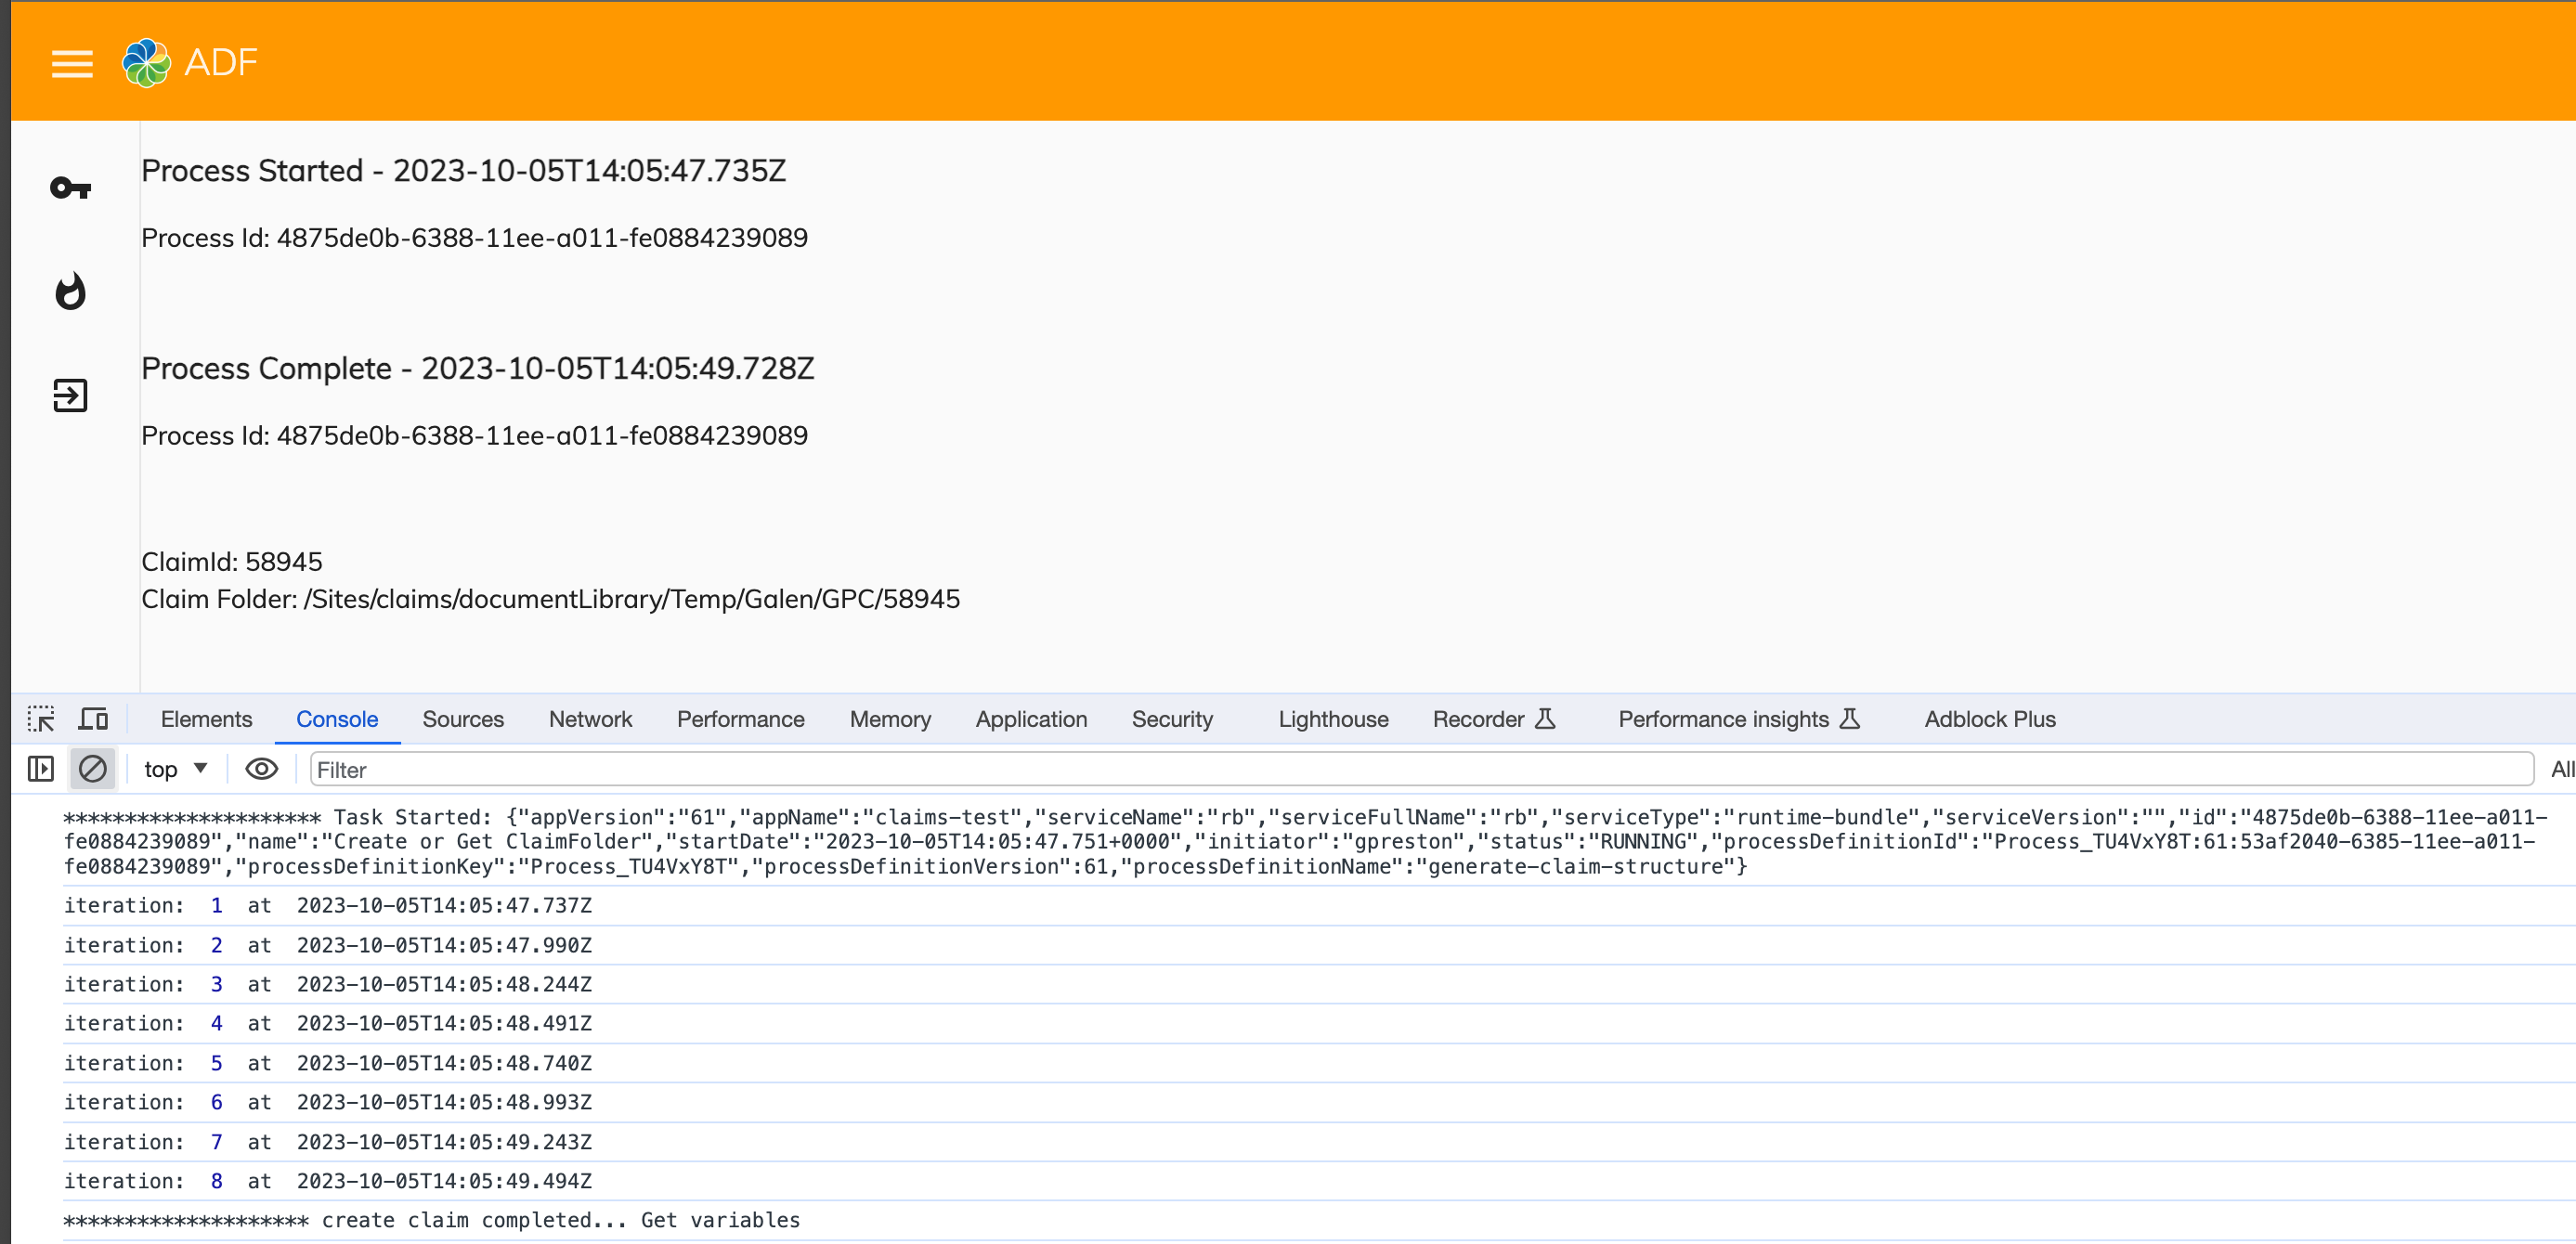 ADF
Process Started - 2023-10-05T14:05:47.735Z
Process Id: 4875de0b-6388-11ee-a011-fe0884239089
Process Complete - 2023-10-05T14:05:49.728Z
Process Id: 4875de0b-6388-11ee-a011-fe0884239089
ClaimId: 58945
Claim Folder: /Sites/claims/documentLibrary/Temp/Galen/GPC/58945
Elements Console Sources Network Performance Memory Application Security Lighthouse Recorder Performance insights Adblock Plus
top Filter All
********************* Task Started: {"appVersion":"61","appName":"claims-test","serviceName":"rb","serviceFullName":"rb","serviceType":"runtime-bundle","serviceVersion":"","id":"4875de0b-6388-11ee-a011-
fe0884239089","name":"Create or Get ClaimFolder","startDate":"2023-10-05T14:05:47.751+0000","initiator":"gpreston","status":"RUNNING","processDefinitionId":"Process_TU4VxY8T:61:53af2040-6385-11ee-a011-
fe0884239089","processDefinitionKey":"Process_TU4VxY8T","processDefinitionVersion":61,"processDefinitionName":"generate-claim-structure"}
iteration: 1 at 2023-10-05T14:05:47.737Z
iteration: 2 at 2023-10-05T14:05:47.990Z
iteration: 3 at 2023-10-05T14:05:48.244Z
iteration: 4 at 2023-10-05T14:05:48.491Z
iteration: 5 at 2023-10-05T14:05:48.740Z
iteration: 6 at 2023-10-05T14:05:48.993Z
iteration: 7 at 2023-10-05T14:05:49.243Z
iteration: 8 at 2023-10-05T14:05:49.494Z
******************** create claim completed... Get variables